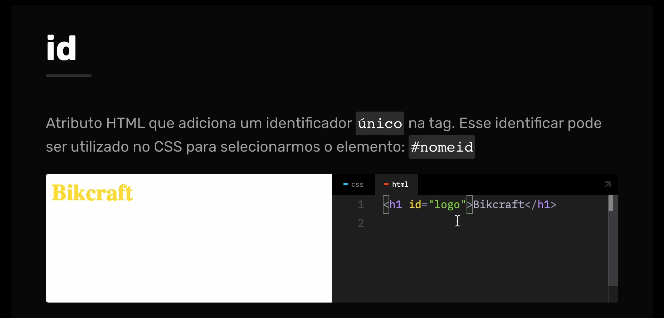 id
Atributo HTML que adiciona um identificador único na tag. Esse identificar pode
ser utilizado no CSS para selecionarmos o elemento: #nomeid
Bikcraft
css html
1 <h1 id="logo">Bikcraft</h1>
2